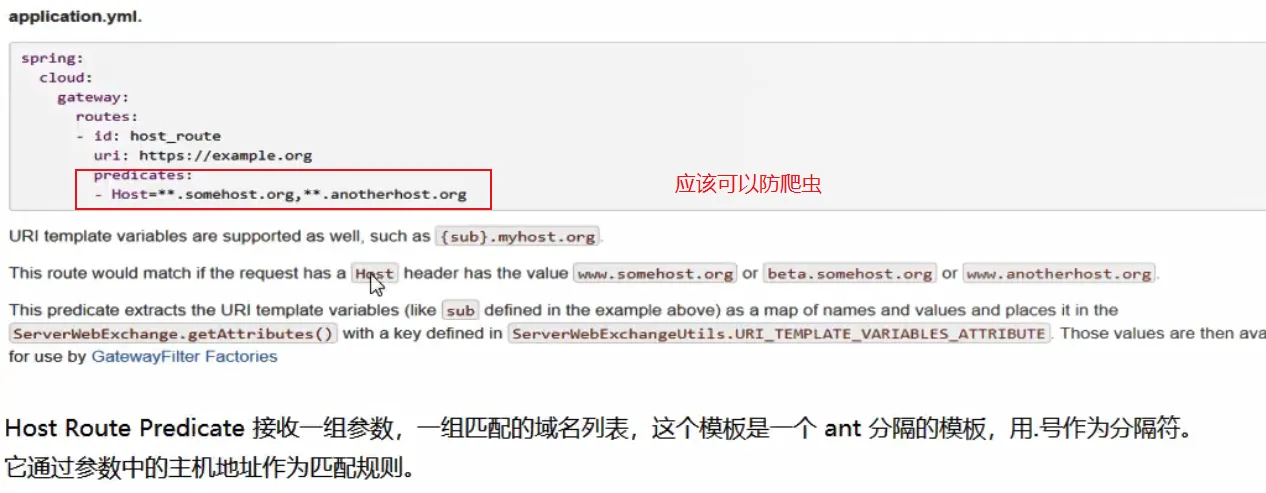 application.yml.
spring:
cloud:
gateway:
routes:
- id: host_route
uri: https://example.org
predicates:
- Host=**.somehost.org,**.anotherhost.org
应该可以防爬虫
URI template variables are supported as well, such as {sub}.myhost.org.
This route would match if the request has a Host header has the value www.somehost.org or beta.somehost.org or www.anotherhost.org.
This predicate extracts the URI template variables (like sub defined in the example above) as a map of names and values and places it in the
ServerWebExchange.getAttributes() with a key defined in ServerWebExchangeUtils.URI_TEMPLATE_VARIABLES_ATTRIBUTE. Those values are then ava
for use by GatewayFilter Factories
Host Route Predicate 接收一组参数，一组匹配的域名列表，这个模板是一个 ant 分隔的模板，用.号作为分隔符。
它通过参数中的主机地址作为匹配规则。